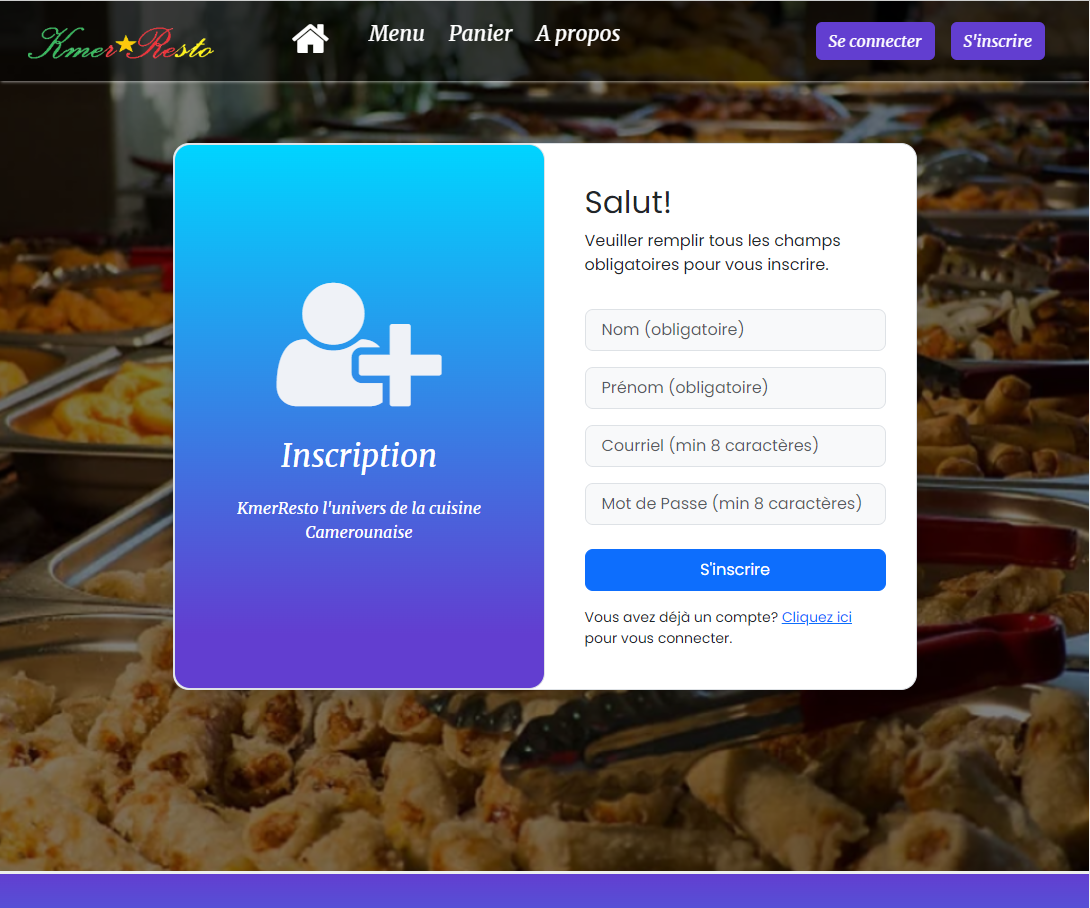 Kmer★Resto Menu Panier A propos Se connecter S'inscrire
Salut!
Veuiller remplir tous les champs
obligatoires pour vous inscrire.
Nom (obligatoire)
Prénom (obligatoire)
Courriel (min 8 caractères)
Mot de Passe (min 8 caractères)
S'inscrire
Vous avez déjà un compte? Cliquez ici
pour vous connecter.
Inscription
KmerResto l'univers de la cuisine
Camerounaise